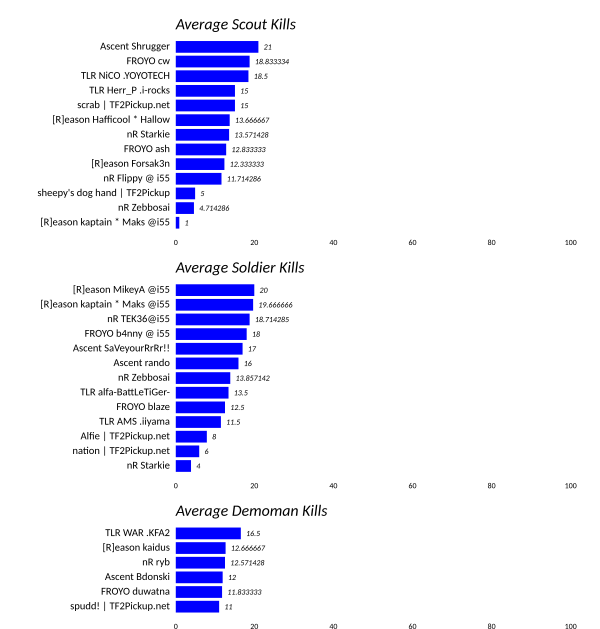 Average Scout Kills
Ascent Shrugger 21
FROYO cw 18.833334
TLR NiCO .YOYOTECH 18.5
TLR Herr_P .i-rocks 15
scrab | TF2Pickup.net 15
[R]eason Hafficool * Hallow 13.666667
nR Starkie 13.571428
FROYO ash 12.833333
[R]eason Forsak3n 12.333333
nR Flippy @ i55 11.714286
sheepy's dog hand | TF2Pickup 5
nR Zebbosai 4.714286
[R]eason kaptain * Maks @i55 1
0 20 40 60 80 100
Average Soldier Kills
[R]eason MikeyA @i55 20
[R]eason kaptain * Maks @i55 19.666666
nR TEK36@i55 18.714285
FROYO b4nny @ i55 18
Ascent SaVeyourRrRr!! 17
Ascent rando 16
nR Zebbosai 13.857142
TLR alfa-BattLeTiGer- 13.5
FROYO blaze 12.5
TLR AMS .iiyama 11.5
Alfie | TF2Pickup.net 8
nation | TF2Pickup.net 6
nR Starkie 4
0 20 40 60 80 100
Average Demoman Kills
TLR WAR .KFA2 16.5
[R]eason kaidus 12.666667
nR ryb 12.571428
Ascent Bdonski 12
FROYO duwatna 11.833333
spudd! | TF2Pickup.net 11
0 20 40 60 80 100